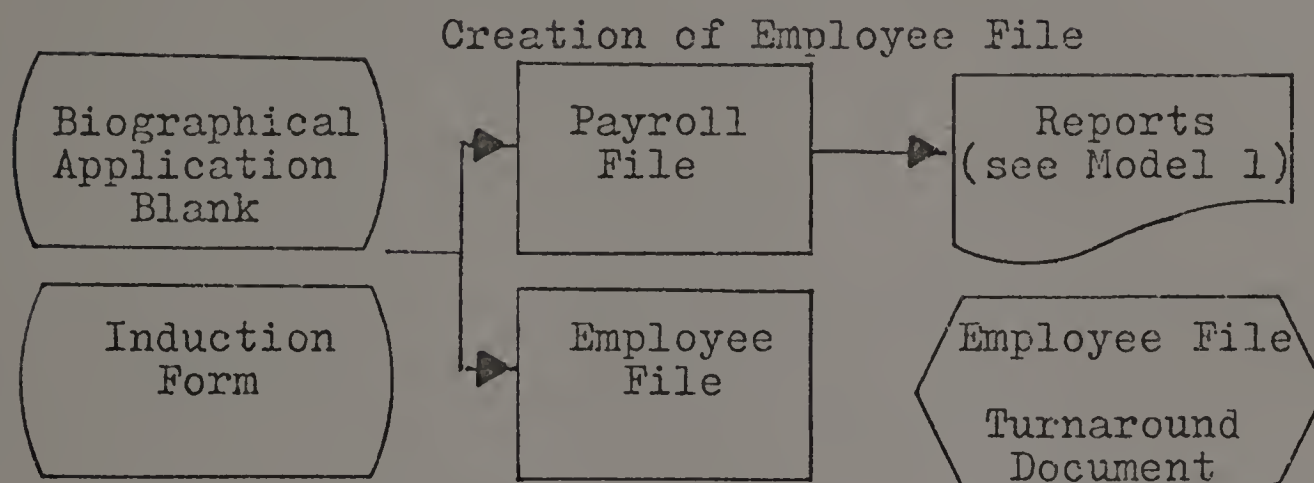 Creation of Employee File
Biographical
Application
Blank
Payroll
File
Reports
(see Model 1)
Induction
Form
Employee
File
Employee File
Turnaround
Document